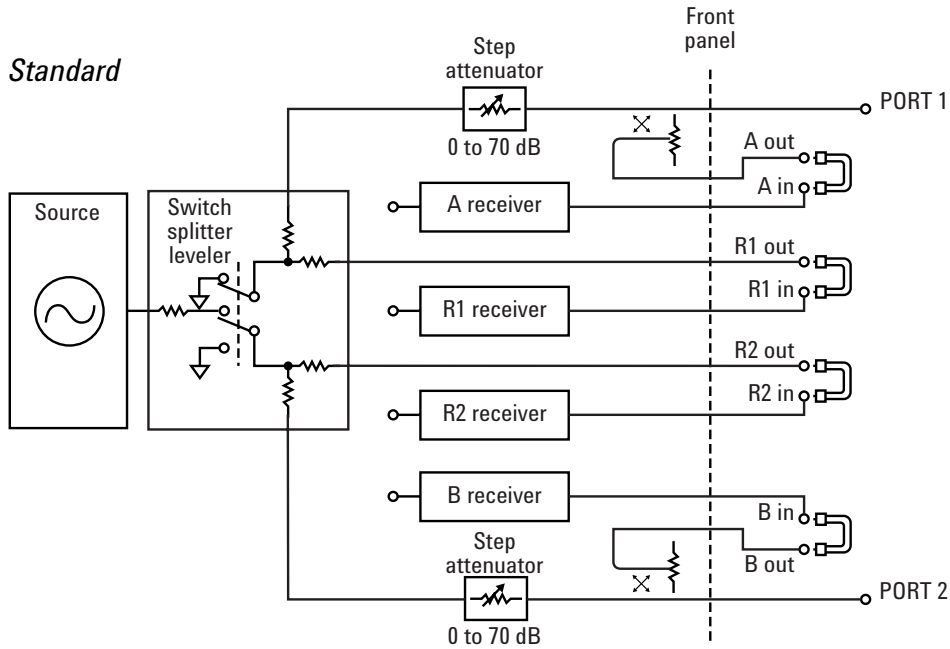 Standard
Front
panel
Step
attenuator
0 to 70 dB
PORT 1
A out
A in
A receiver
Source
Switch
splitter
leveler
R1 out
R1 in
R1 receiver
R2 out
R2 in
R2 receiver
B receiver
B in
B out
Step
attenuator
0 to 70 dB
PORT 2